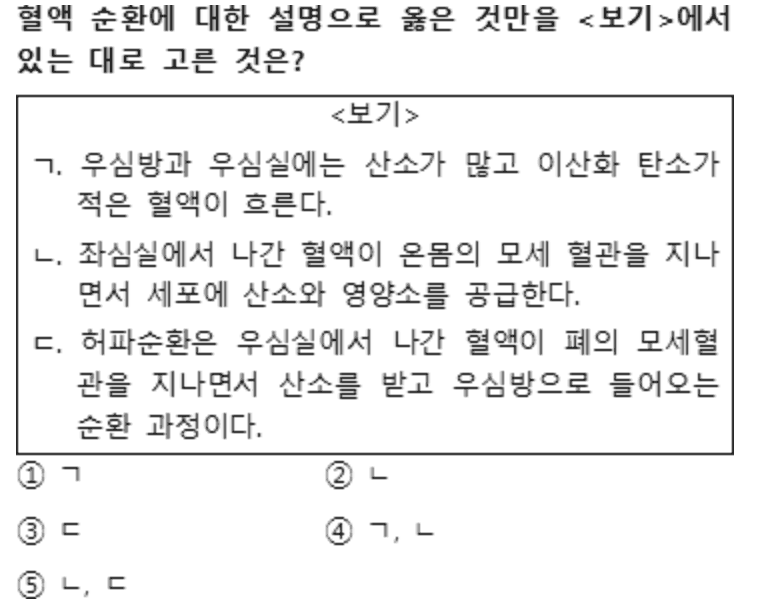 혈액 순환에 대한 설명으로 옳은 것만을 <보기>에서
있는 대로 고른 것은?
<보기>
ㄱ. 우심방과 우심실에는 산소가 많고 이산화 탄소가
적은 혈액이 흐른다.
ㄴ. 좌심실에서 나간 혈액이 온몸의 모세 혈관을 지나
면서 세포에 산소와 영양소를 공급한다.
ㄷ. 허파순환은 우심실에서 나간 혈액이 폐의 모세혈
관을 지나면서 산소를 받고 우심방으로 들어오는
순환 과정이다.
① ㄱ ② ㄴ
③ ㄷ ④ ㄱ, ㄴ
⑤ ㄴ, ㄷ